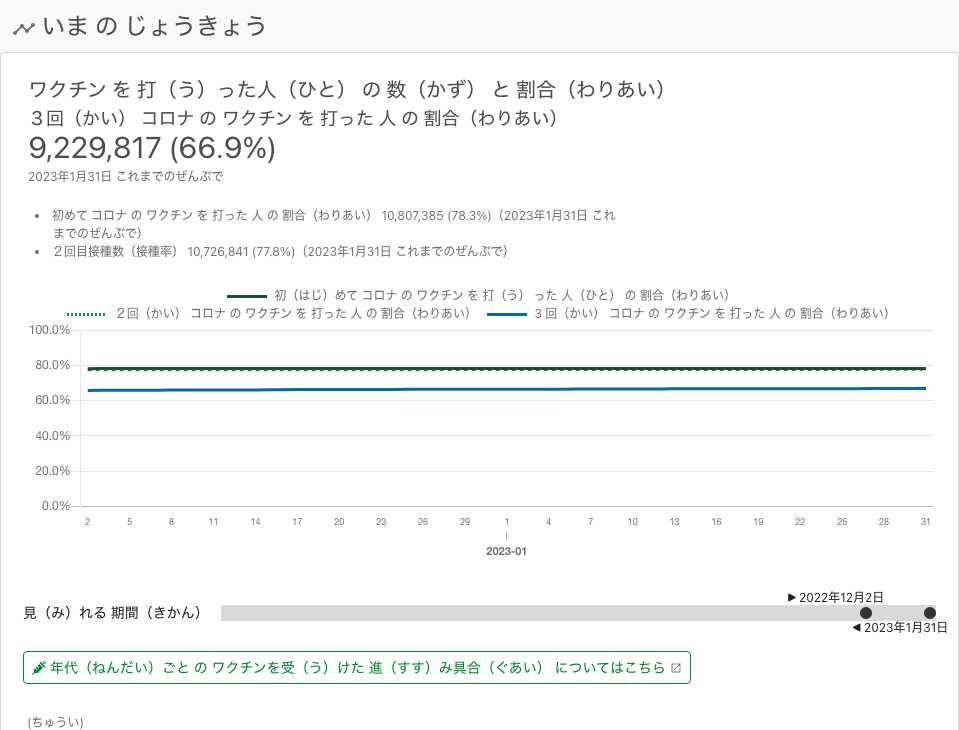 いま の じょうきょう
ワクチン を 打（う）った人（ひと） の 数（かず） と 割合（わりあい）
３回（かい） コロナ の ワクチン を 打った 人 の 割合（わりあい）
9,229,817 (66.9%)
2023年1月31日 これまでのぜんぶで
• 初めて コロナ の ワクチン を 打った 人 の 割合（わりあい） 10,807,385 (78.3%)（2023年1月31日 これ
までのぜんぶで）
• ２回目接種数（接種率） 10,726,841 (77.8%)（2023年1月31日 これまでのぜんぶで）
初（はじ）めて コロナ の ワクチン を 打（う） った 人（ひと） の 割合（わりあい）
２回（かい） コロナ の ワクチン を 打った 人 の 割合（わりあい） ３回（かい） コロナ の ワクチン を 打った 人 の 割合（わりあい）
100.0%
80.0%
60.0%
40.0%
20.0%
0.0%
2 5 8 11 14 17 20 23 26 29 1 4 7 10 13 16 19 22 25 28 31
2023-01
▶ 2022年12月2日
見（み）れる 期間（きかん）
◀ 2023年1月31日
年代（ねんだい）ごと の ワクチンを受（う）けた 進（すす）み具合（ぐあい） についてはこちら
(ちゅうい)